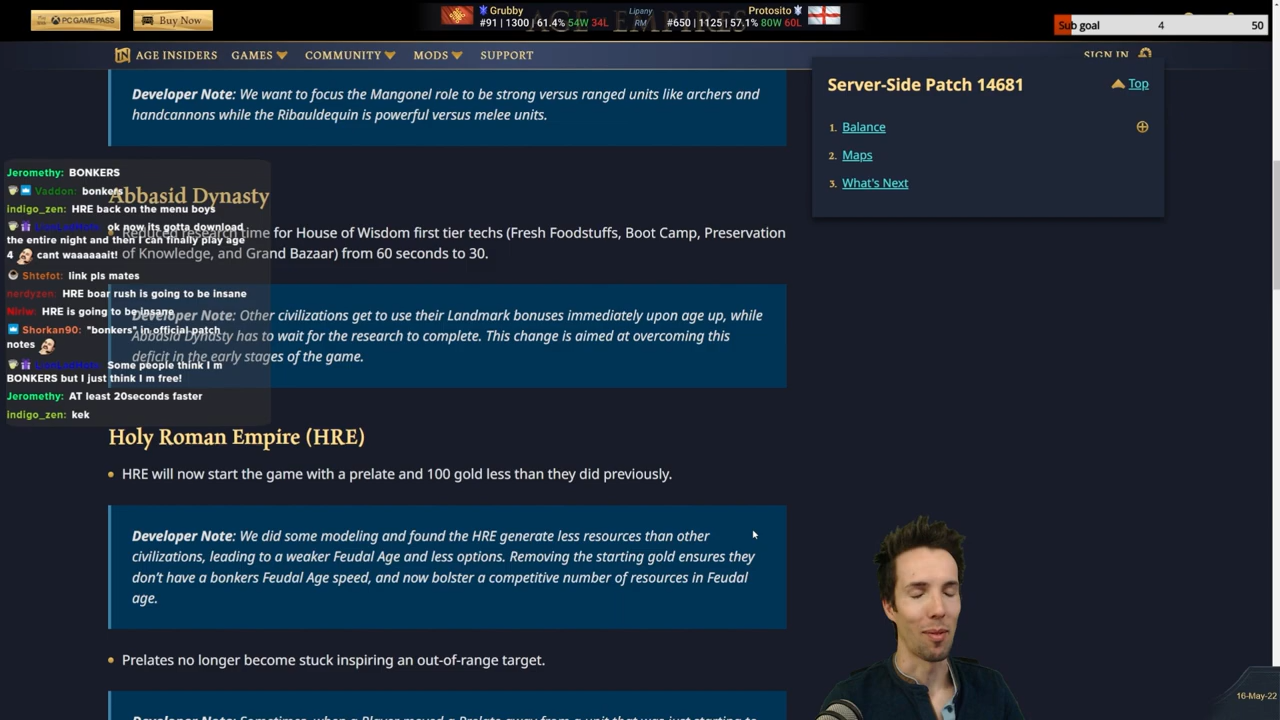 PC GAME PASS
Buy Now
Grubby
#91 | 1300 | 61.4% 54W 34L
Lipany
RM
Protosito
#650 | 1125 | 57.1% 80W 60L
AGE EMPIRES
Sub goal 4 50
AGE INSIDERS GAMES COMMUNITY MODS SUPPORT
SIGN IN
Developer Note: We want to focus the Mangonel role to be strong versus ranged units like archers and
handcannons while the Ribauldequin is powerful versus melee units.
Server-Side Patch 14681
Top
1. Balance
2. Maps
3. What's Next
Jeromethy: BONKERS
Vaddon: bonkers
indigo_zen: HRE back on the menu boys
ok now its gotta download
the entire night and then I can finally play age
4 cant waaaaaait!
Shtefot: link pls mates
nerdyzen: HRE boar rush is going to be insane
Niriw: HRE is going to be insane
Shorkan90: "bonkers" in official patch
notes
Some people think I m
BONKERS but I just think I m free!
Jeromethy: AT least 20seconds faster
indigo_zen: kek
Abbasid Dynasty
Reduced research time for House of Wisdom first tier techs (Fresh Foodstuffs, Boot Camp, Preservation
of Knowledge, and Grand Bazaar) from 60 seconds to 30.
Developer Note: Other civilizations get to use their Landmark bonuses immediately upon age up, while
Abbasid Dynasty has to wait for the research to complete. This change is aimed at overcoming this
deficit in the early stages of the game.
Holy Roman Empire (HRE)
HRE will now start the game with a prelate and 100 gold less than they did previously.
Developer Note: We did some modeling and found the HRE generate less resources than other
civilizations, leading to a weaker Feudal Age and less options. Removing the starting gold ensures they
don't have a bonkers Feudal Age speed, and now bolster a competitive number of resources in Feudal
age.
Prelates no longer become stuck inspiring an out-of-range target.
Developer Note: Sometimes, when a Player moved a Prelate away from a unit that was just starting to
16-May-22